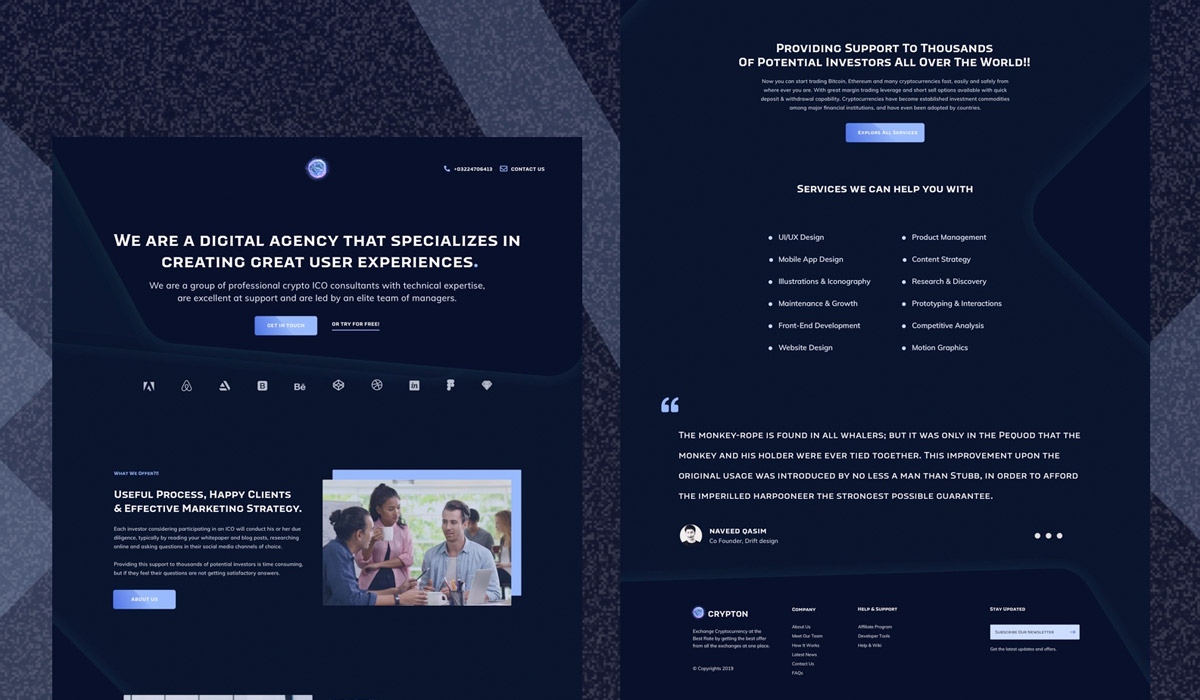 +03224706413 CONTACT US
We are a digital agency that specializes in
creating great user experiences.
We are a group of professional crypto ICO consultants with technical expertise,
are excellent at support and are led by an elite team of managers.
Get in Touch OR TRY FOR FREE!
B Bē in
What We Offer!!!
Useful Process, Happy Clients
& Effective Marketing Strategy.
Each investor considering participating in an ICO will conduct his or her due
diligence, typically by reading your whitepaper and blog posts, researching
online and asking questions in their social media channels of choice.
Providing this support to thousands of potential investors is time consuming,
but if they feel their questions are not getting satisfactory answers.
About Us
Providing Support To Thousands
Of Potential Investors All Over The World!!
Now you can start trading Bitcoin, Ethereum and many cryptocurrencies fast, easily and safely from
where ever you are. With great margin trading leverage and short sell options available with quick
deposit & withdrawal capability. Cryptocurrencies have become established investment commodities
among major financial institutions, and have even been adopted by countries.
Explore All Services
Services we can help you with
UI/UX Design
Mobile App Design
Illustrations & Iconography
Maintenance & Growth
Front-End Development
Website Design
Product Management
Content Strategy
Research & Discovery
Prototyping & Interactions
Competitive Analysis
Motion Graphics
“
The monkey-rope is found in all whalers; but it was only in the Pequod that the
monkey and his holder were ever tied together. This improvement upon the
original usage was introduced by no less a man than Stubb, in order to afford
the imperilled harpooneer the strongest possible guarantee.
NAVEED QASIM
Co Founder, Drift design
CRYPTON
Exchange Cryptocurrency at the
Best Rate by getting the best offer
from all the exchanges at one place.
© Copyrights 2019
Company
About Us
Meet Our Team
How It Works
Latest News
Contact Us
FAQs
Help & Support
Affiliate Program
Developer Tools
Help & Wiki
Stay Updated
Subscribe Our Newsletter →
Get the latest updates and offers.